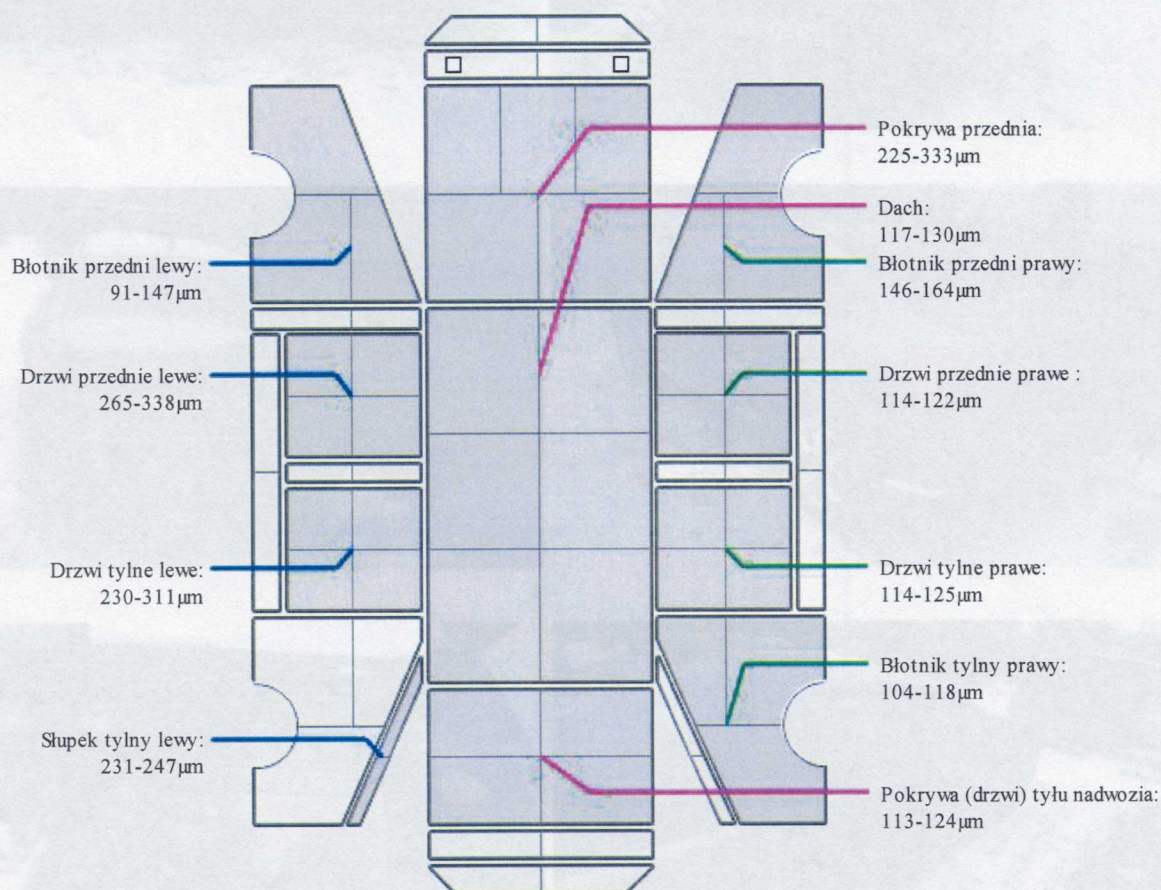 Pokrywa przednia:
225-333µm
Dach:
117-130µm
Błotnik przedni lewy:
91-147µm
Błotnik przedni prawy:
146-164µm
Drzwi przednie lewe:
265-338µm
Drzwi przednie prawe :
114-122µm
Drzwi tylne lewe:
230-311µm
Drzwi tylne prawe:
114-125µm
Błotnik tylny prawy:
104-118µm
Słupek tylny lewy:
231-247µm
Pokrywa (drzwi) tyłu nadwozia:
113-124µm